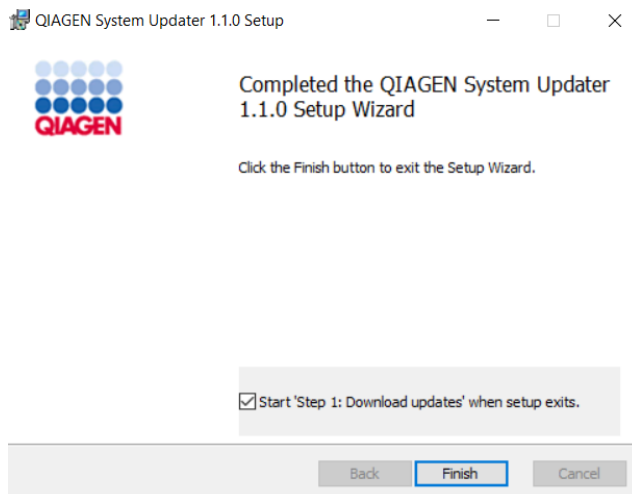 QIAGEN System Updater 1.1.0 Setup
QIAGEN
Completed the QIAGEN System Updater
1.1.0 Setup Wizard
Click the Finish button to exit the Setup Wizard.
Start 'Step 1: Download updates' when setup exits.
Back
Finish
Cancel